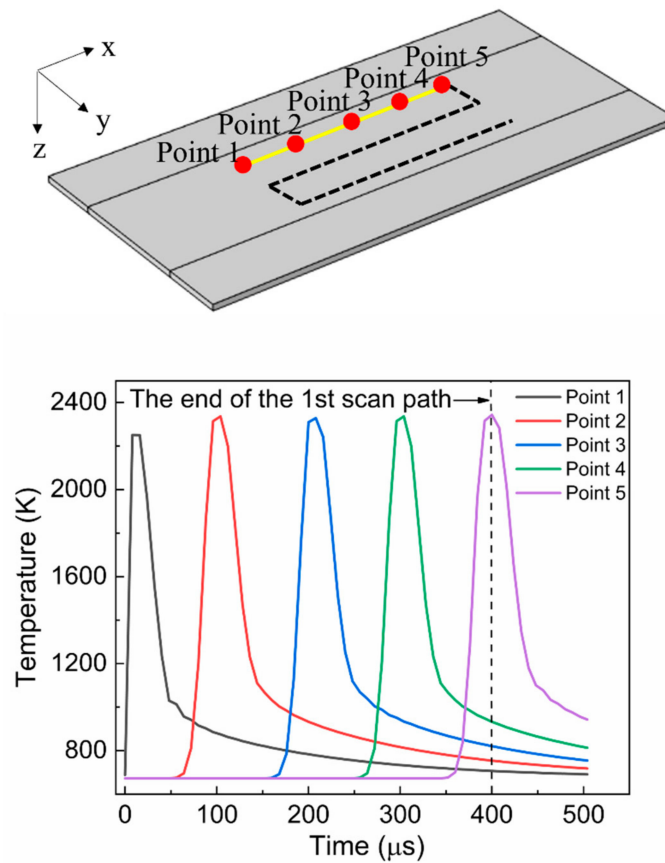 x
y
z
Point 5
Point 4
Point 3
Point 2
Point 1
The end of the 1st scan path
Point 1
Point 2
Point 3
Point 4
Point 5
2400
2000
1600
1200
800
Temperature (K)
0 100 200 300 400 500
Time (μs)